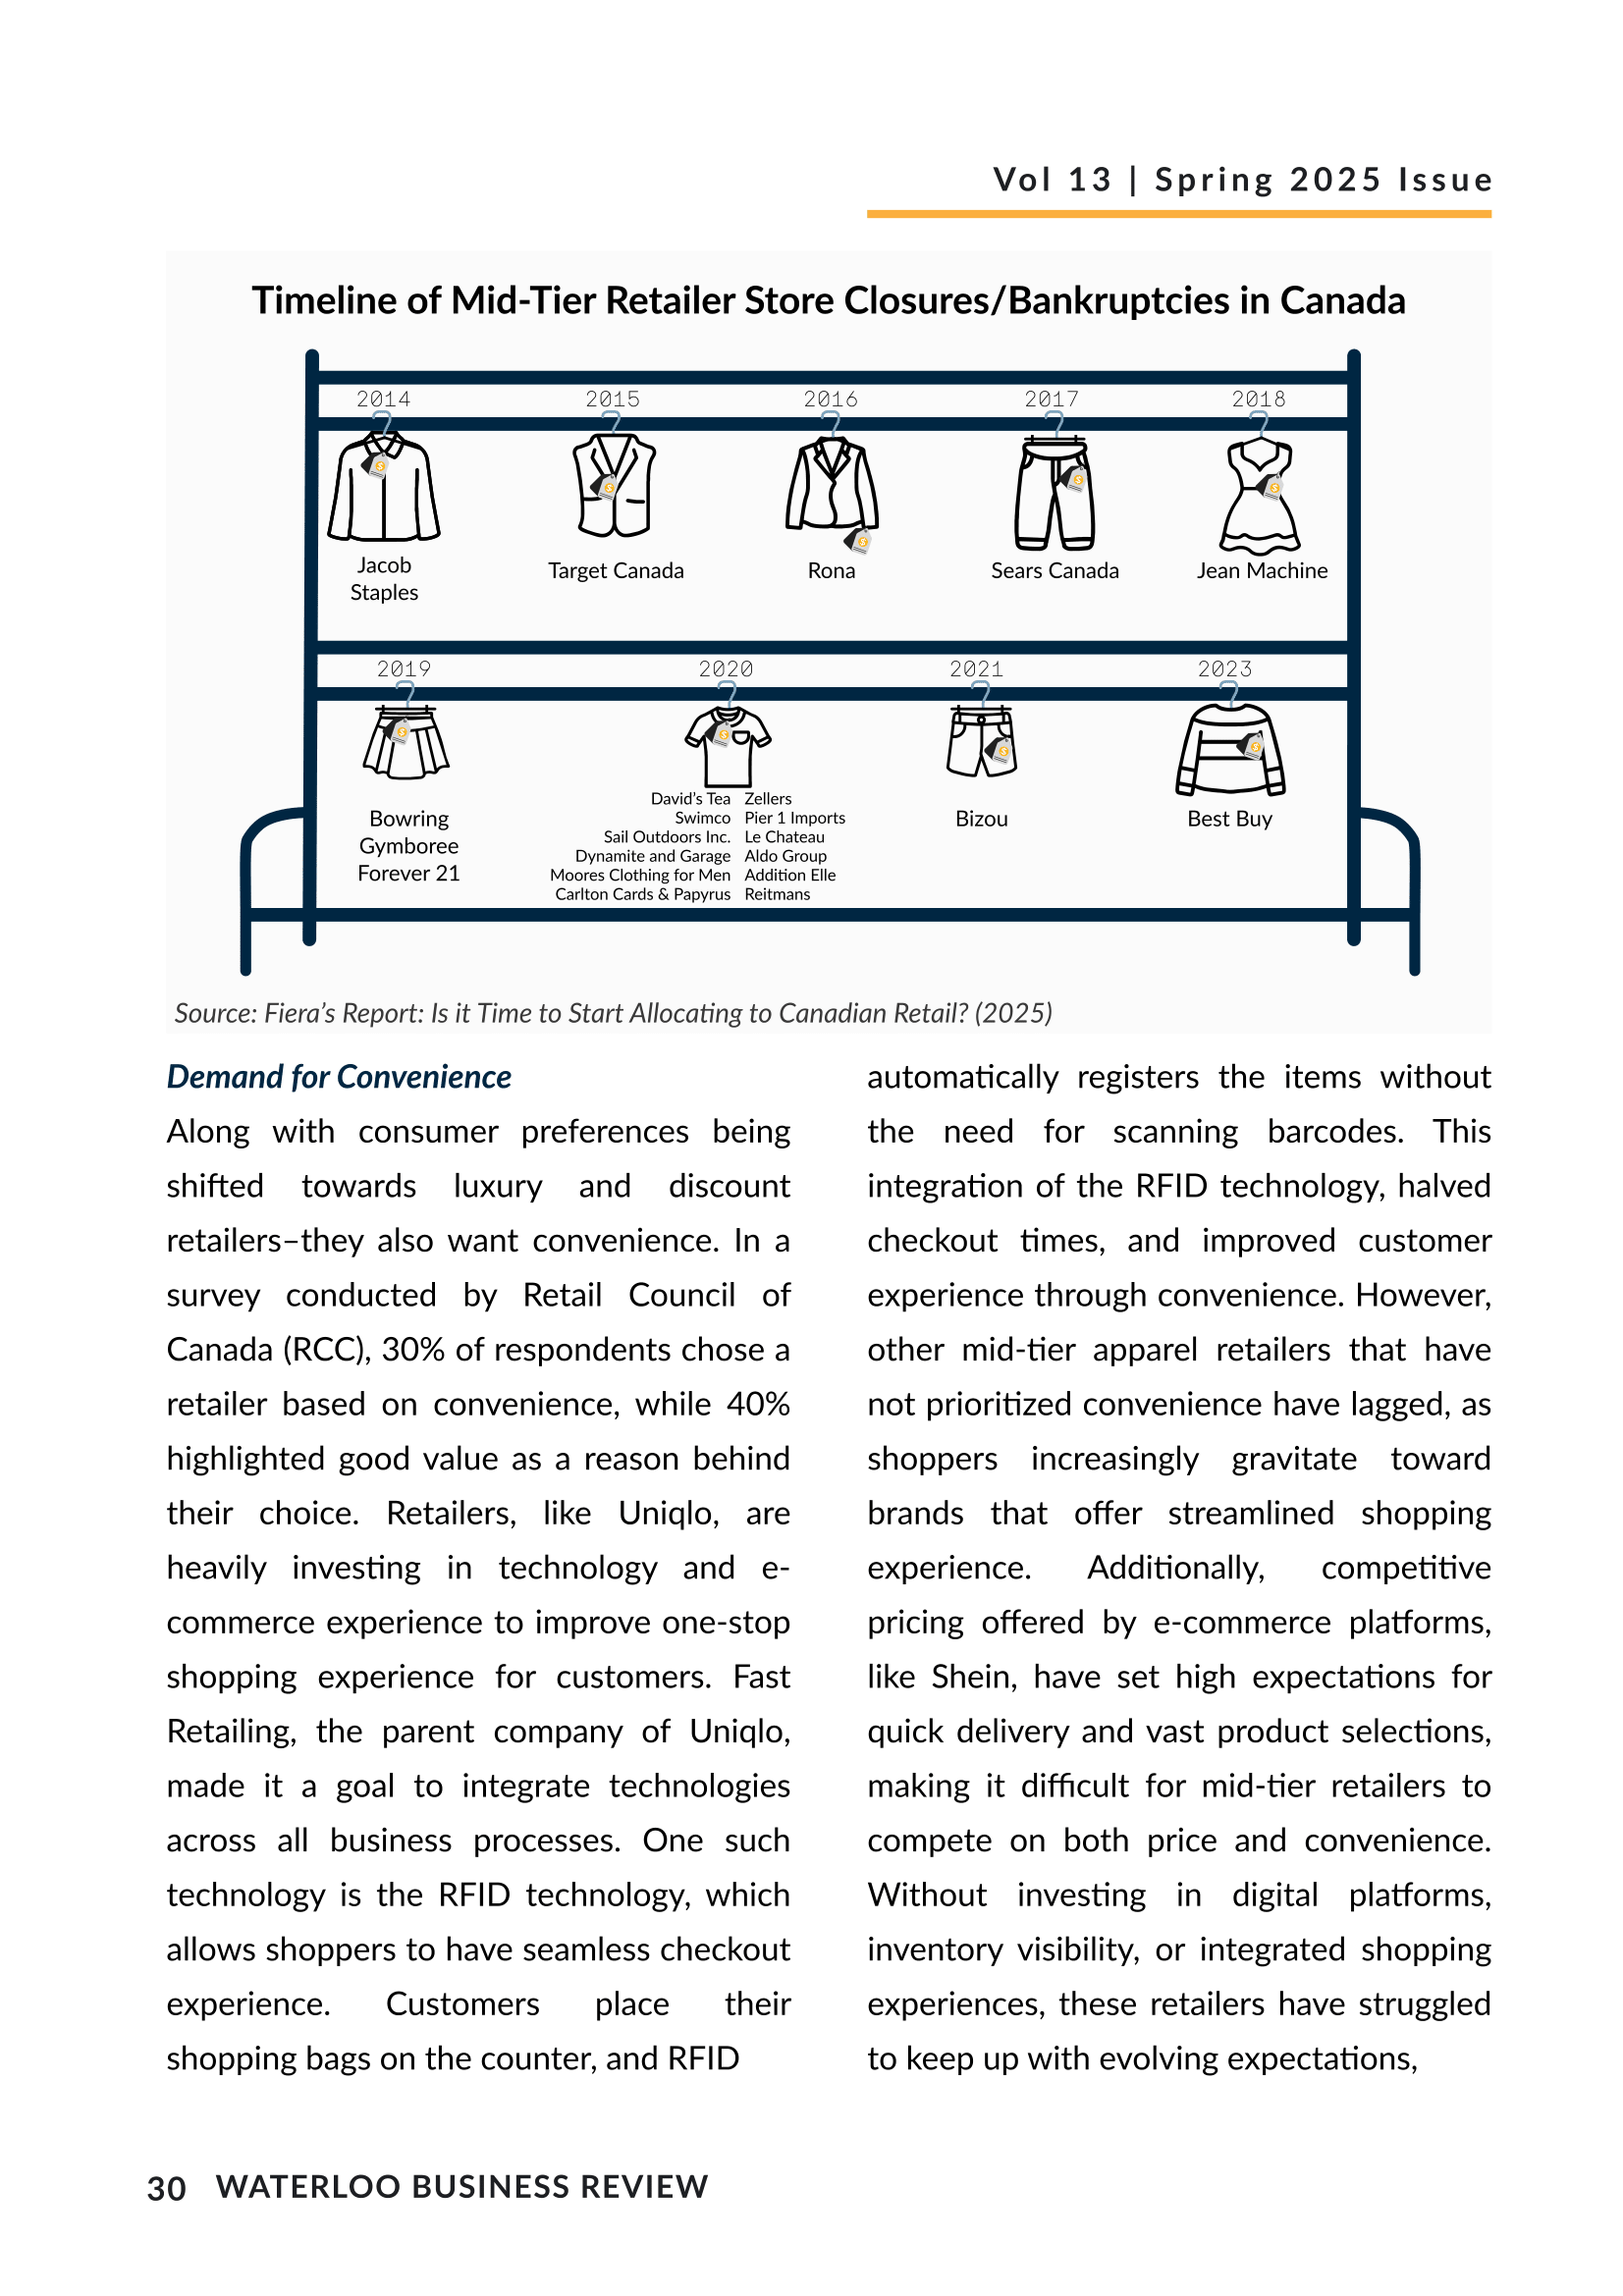 Vol 13 | Spring 2025 Issue
Timeline of Mid-Tier Retailer Store Closures/Bankruptcies in Canada
2014 2015 2016 2017 2018
Jacob
Staples
Target Canada
Rona
Sears Canada
Jean Machine
2019 2020 2021 2023
Bowring
Gymboree
Forever 21
David's Tea Zellers
Swimco Pier 1 Imports
Sail Outdoors Inc. Le Chateau
Dynamite and Garage Aldo Group
Moores Clothing for Men Addition Elle
Carlton Cards & Papyrus Reitmans
Bizou
Best Buy
Source: Fiera's Report: Is it Time to Start Allocating to Canadian Retail? (2025)
Demand for Convenience
Along with consumer preferences being
shifted towards luxury and discount
retailers–they also want convenience. In a
survey conducted by Retail Council of
Canada (RCC), 30% of respondents chose a
retailer based on convenience, while 40%
highlighted good value as a reason behind
their choice. Retailers, like Uniqlo, are
heavily investing in technology and e-
commerce experience to improve one-stop
shopping experience for customers. Fast
Retailing, the parent company of Uniqlo,
made it a goal to integrate technologies
across all business processes. One such
technology is the RFID technology, which
allows shoppers to have seamless checkout
experience. Customers place their
shopping bags on the counter, and RFID
automatically registers the items without
the need for scanning barcodes. This
integration of the RFID technology, halved
checkout times, and improved customer
experience through convenience. However,
other mid-tier apparel retailers that have
not prioritized convenience have lagged, as
shoppers increasingly gravitate toward
brands that offer streamlined shopping
experience. Additionally, competitive
pricing offered by e-commerce platforms,
like Shein, have set high expectations for
quick delivery and vast product selections,
making it difficult for mid-tier retailers to
compete on both price and convenience.
Without investing in digital platforms,
inventory visibility, or integrated shopping
experiences, these retailers have struggled
to keep up with evolving expectations,
30 WATERLOO BUSINESS REVIEW